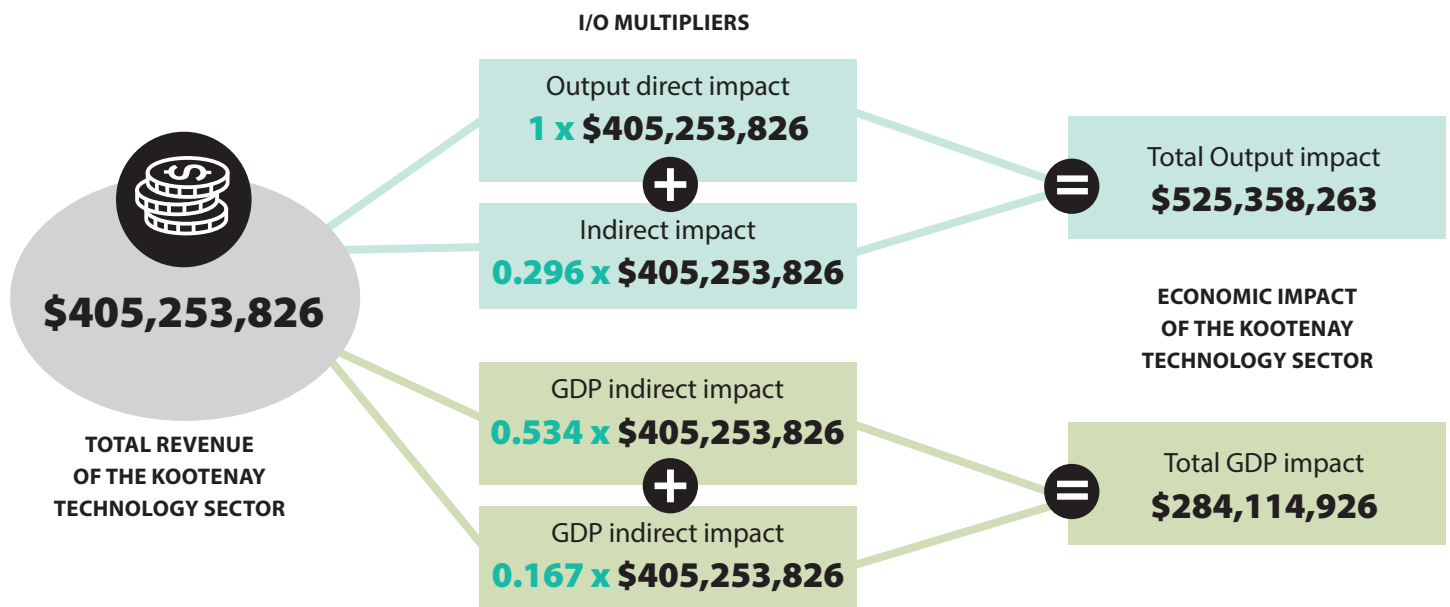 I/O MULTIPLIERS
$405,253,826
TOTAL REVENUE
OF THE KOOTENAY
TECHNOLOGY SECTOR
Output direct impact
1 x $405,253,826
+
Indirect impact
0.296 x $405,253,826
=
Total Output impact
$525,358,263
ECONOMIC IMPACT
OF THE KOOTENAY
TECHNOLOGY SECTOR
GDP indirect impact
0.534 x $405,253,826
+
GDP indirect impact
0.167 x $405,253,826
=
Total GDP impact
$284,114,926